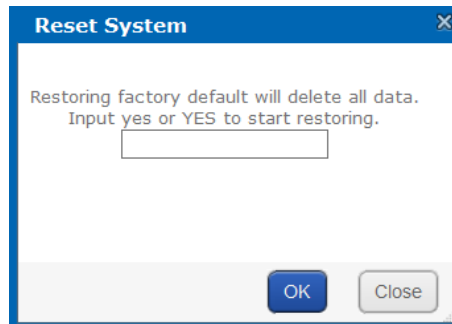 Reset System
Restoring factory default will delete all data.
Input yes or YES to start restoring.
OK
Close